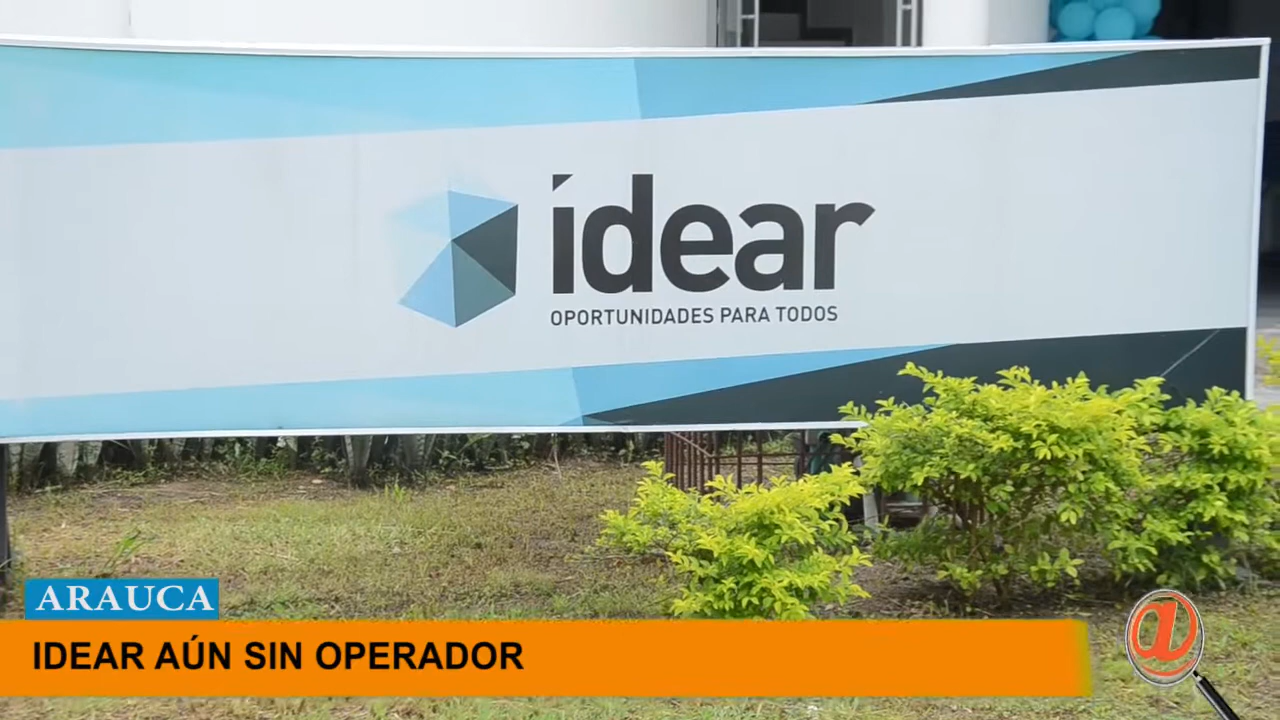 idear
OPORTUNIDADES PARA TODOS
ARAUCA
IDEAR AÚN SIN OPERADOR
@